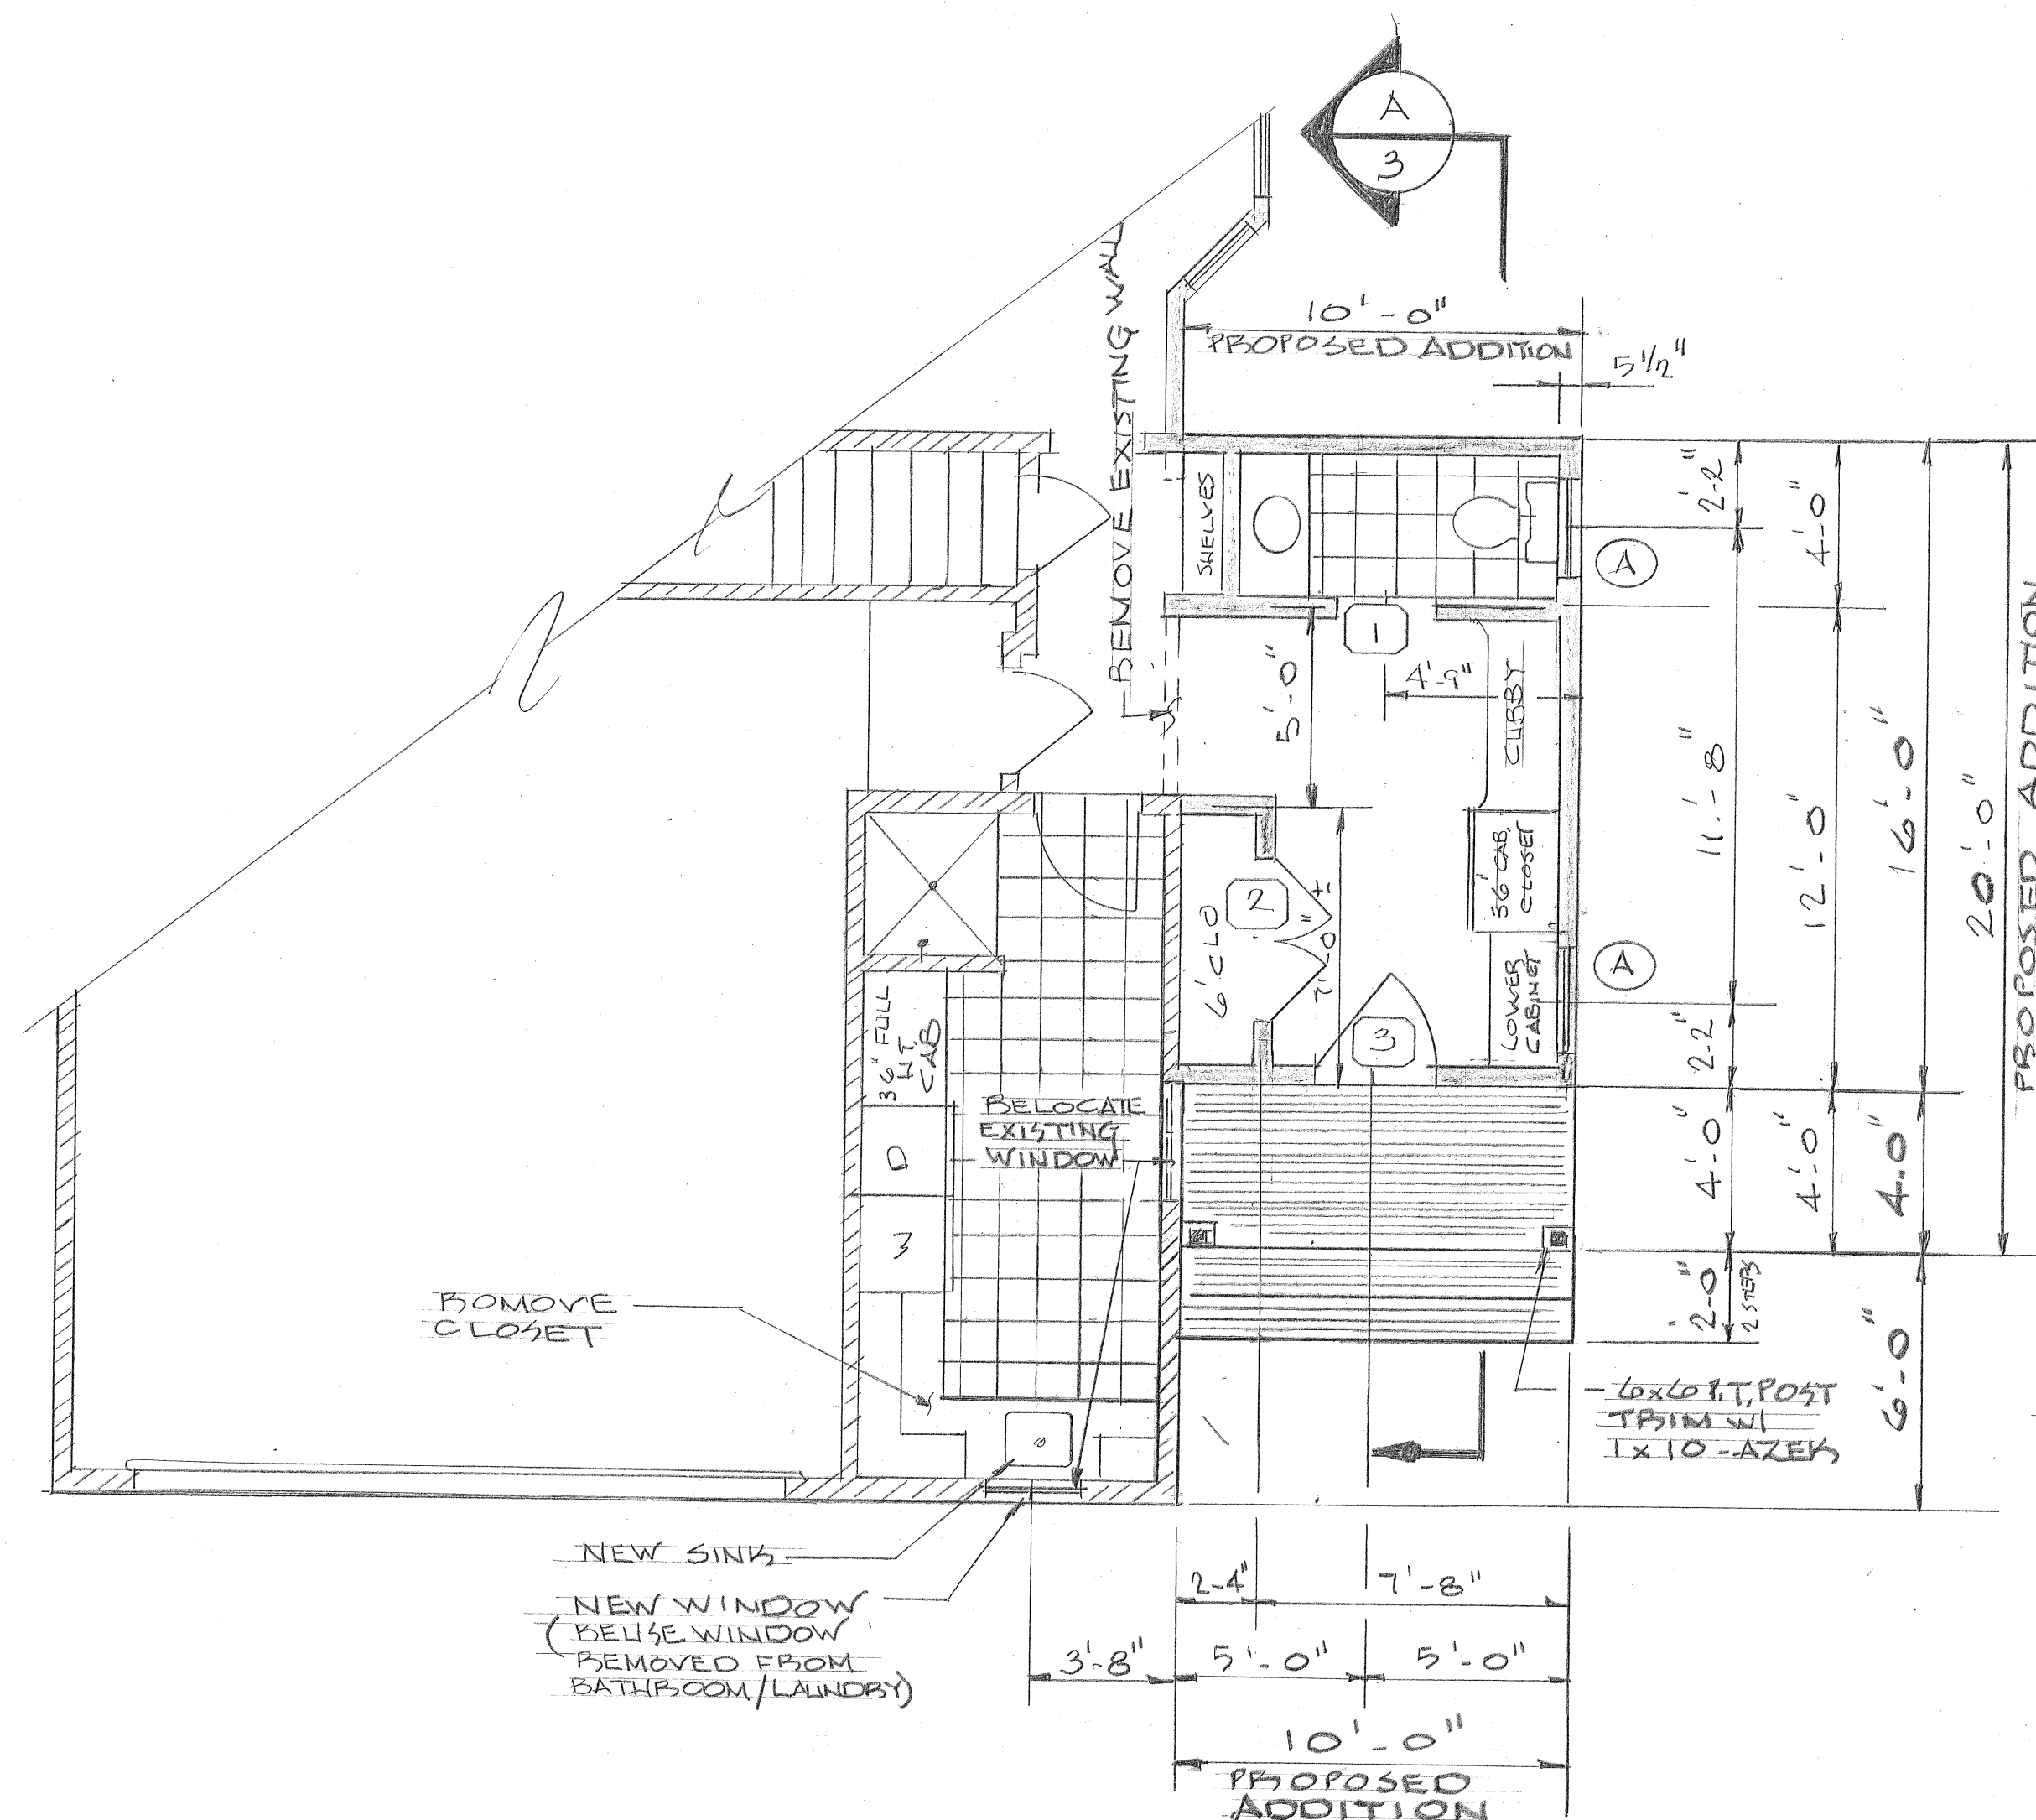 A
3
10'-0"
PROPOSED ADDITION
5 1/2"
REMOVE EXISTING WALL
SHELVES
2'-2"
4'-0"
A
1
5'-0"
4'-9"
CUBBY
11'-8"
12'-0"
16'-0"
20'-0"
PROPOSED ADDITION
36" CAB.
CLOSET
2
6' CLO
7'-0" ±
A
LOWER
CABINET
3
2'-2"
36" FULL
HT.
CAB
RELOCATE
EXISTING
WINDOW
D
4'-0"
4'-0"
4'-0"
ROMOVE
CLOSET
2'-0"
2 STEPS
6'-0"
6x6 P.T. POST
TRIM W/
1x10 - AZEK
NEW SINK
NEW WINDOW
(REUSE WINDOW
REMOVED FROM
BATHROOM/LAUNDRY)
2-4"
7'-8"
3'-8"
5'-0"
5'-0"
10'-0"
PROPOSED
ADDITION